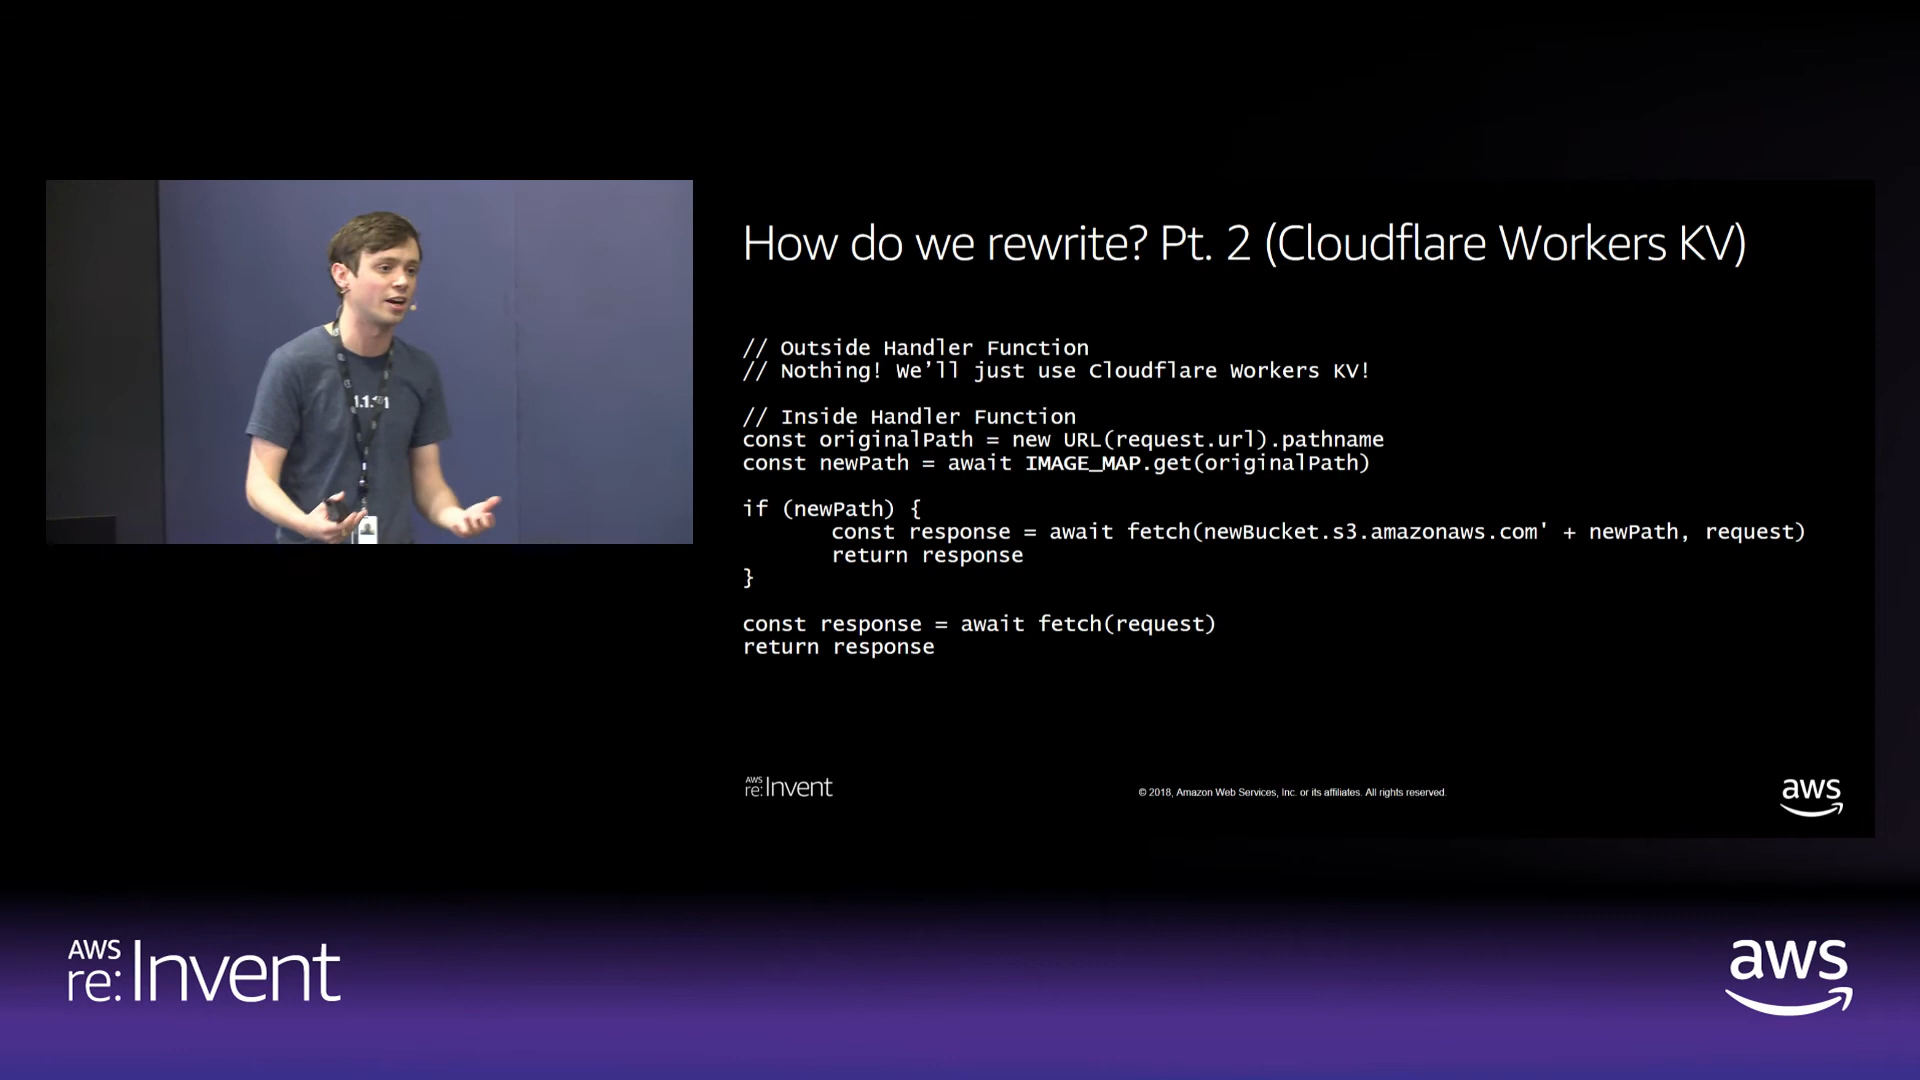 How do we rewrite? Pt. 2 (Cloudflare Workers KV)
// Outside Handler Function
// Nothing! We’ll just use Cloudflare Workers KV!
// Inside Handler Function
const originalPath = new URL(request.url).pathname
const newPath = await IMAGE_MAP.get(originalPath)
if (newPath) {
const response = await fetch(newBucket.s3.amazonaws.com' + newPath, request)
return response
}
const response = await fetch(request)
return response
AWS
re:Invent
© 2018, Amazon Web Services, Inc. or its affiliates. All rights reserved.
aws
AWS
re:Invent
aws